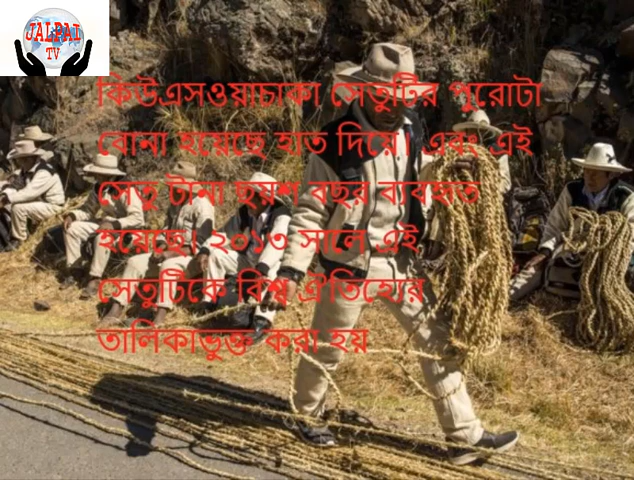 JALPAI
TV
কিউএসওয়াচাকা সেতুটির পুরোটা
বোনা হয়েছে হাত দিয়ে। এবং এই
সেতু টানা ছয়শ বছর ব্যবহৃত
হয়েছে। ২০১৩ সালে এই
সেতুটিকে বিশ্ব ঐতিহ্যের
তালিকাভুক্ত করা হয়